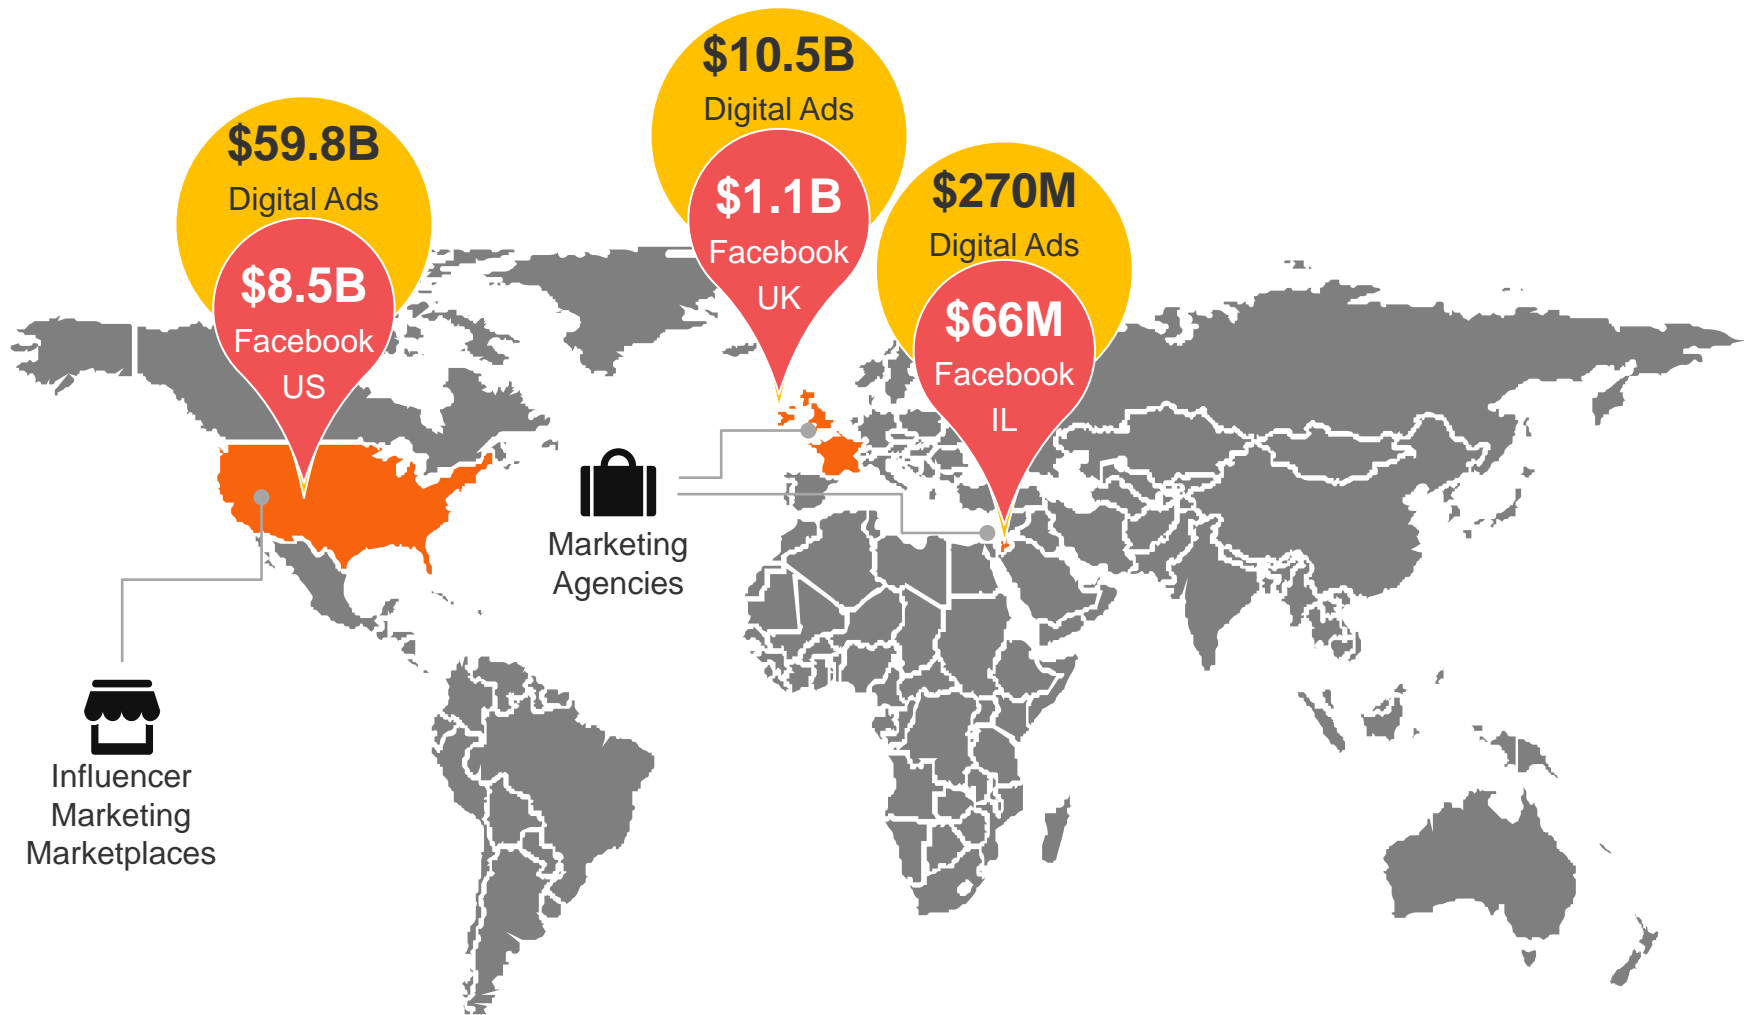 $10.5B
Digital Ads
$1.1B
Facebook
UK
$59.8B
Digital Ads
$8.5B
Facebook
US
$270M
Digital Ads
$66M
Facebook
IL
Marketing
Agencies
Influencer
Marketing
Marketplaces